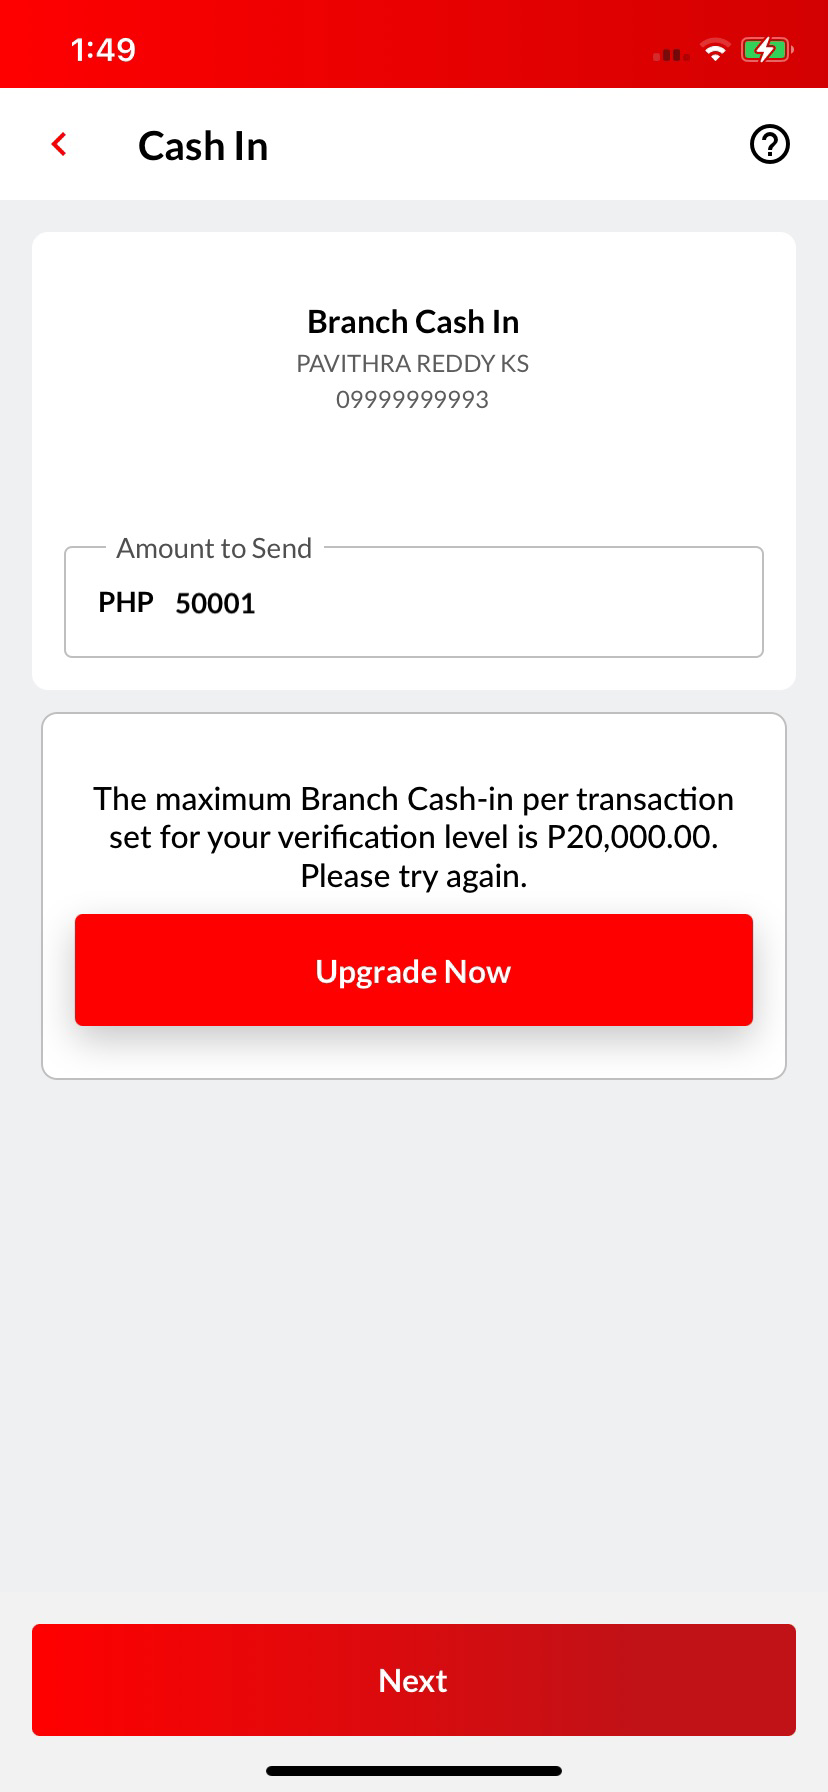 1:49
Cash In
Branch Cash In
PAVITHRA REDDY KS
09999999993
Amount to Send
PHP 50001
The maximum Branch Cash-in per transaction
set for your verification level is P20,000.00.
Please try again.
Upgrade Now
Next